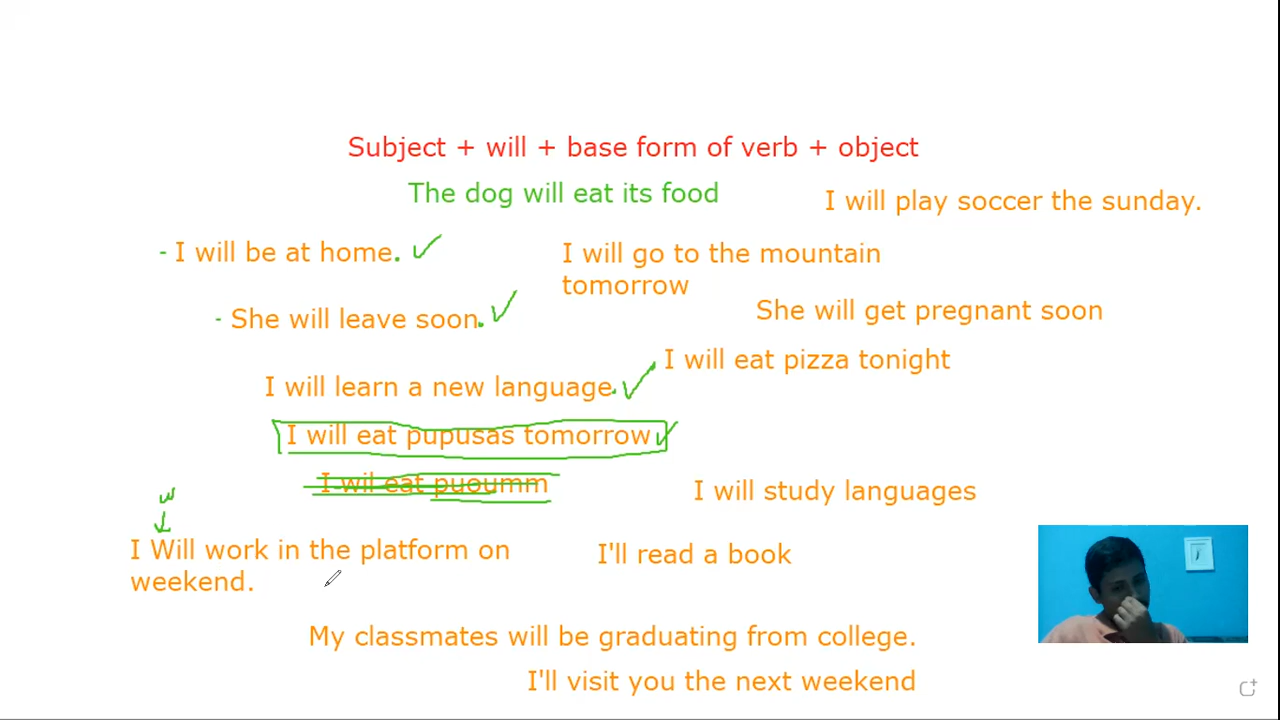 Subject + will + base form of verb + object
The dog will eat its food
I will play soccer the sunday.
- I will be at home.
I will go to the mountain
tomorrow
- She will leave soon.
She will get pregnant soon
I will eat pizza tonight
I will learn a new language.
I will eat pupusas tomorrow
I wil eat puoumm
I will study languages
w
I Will work in the platform on
weekend.
I'll read a book
My classmates will be graduating from college.
I'll visit you the next weekend